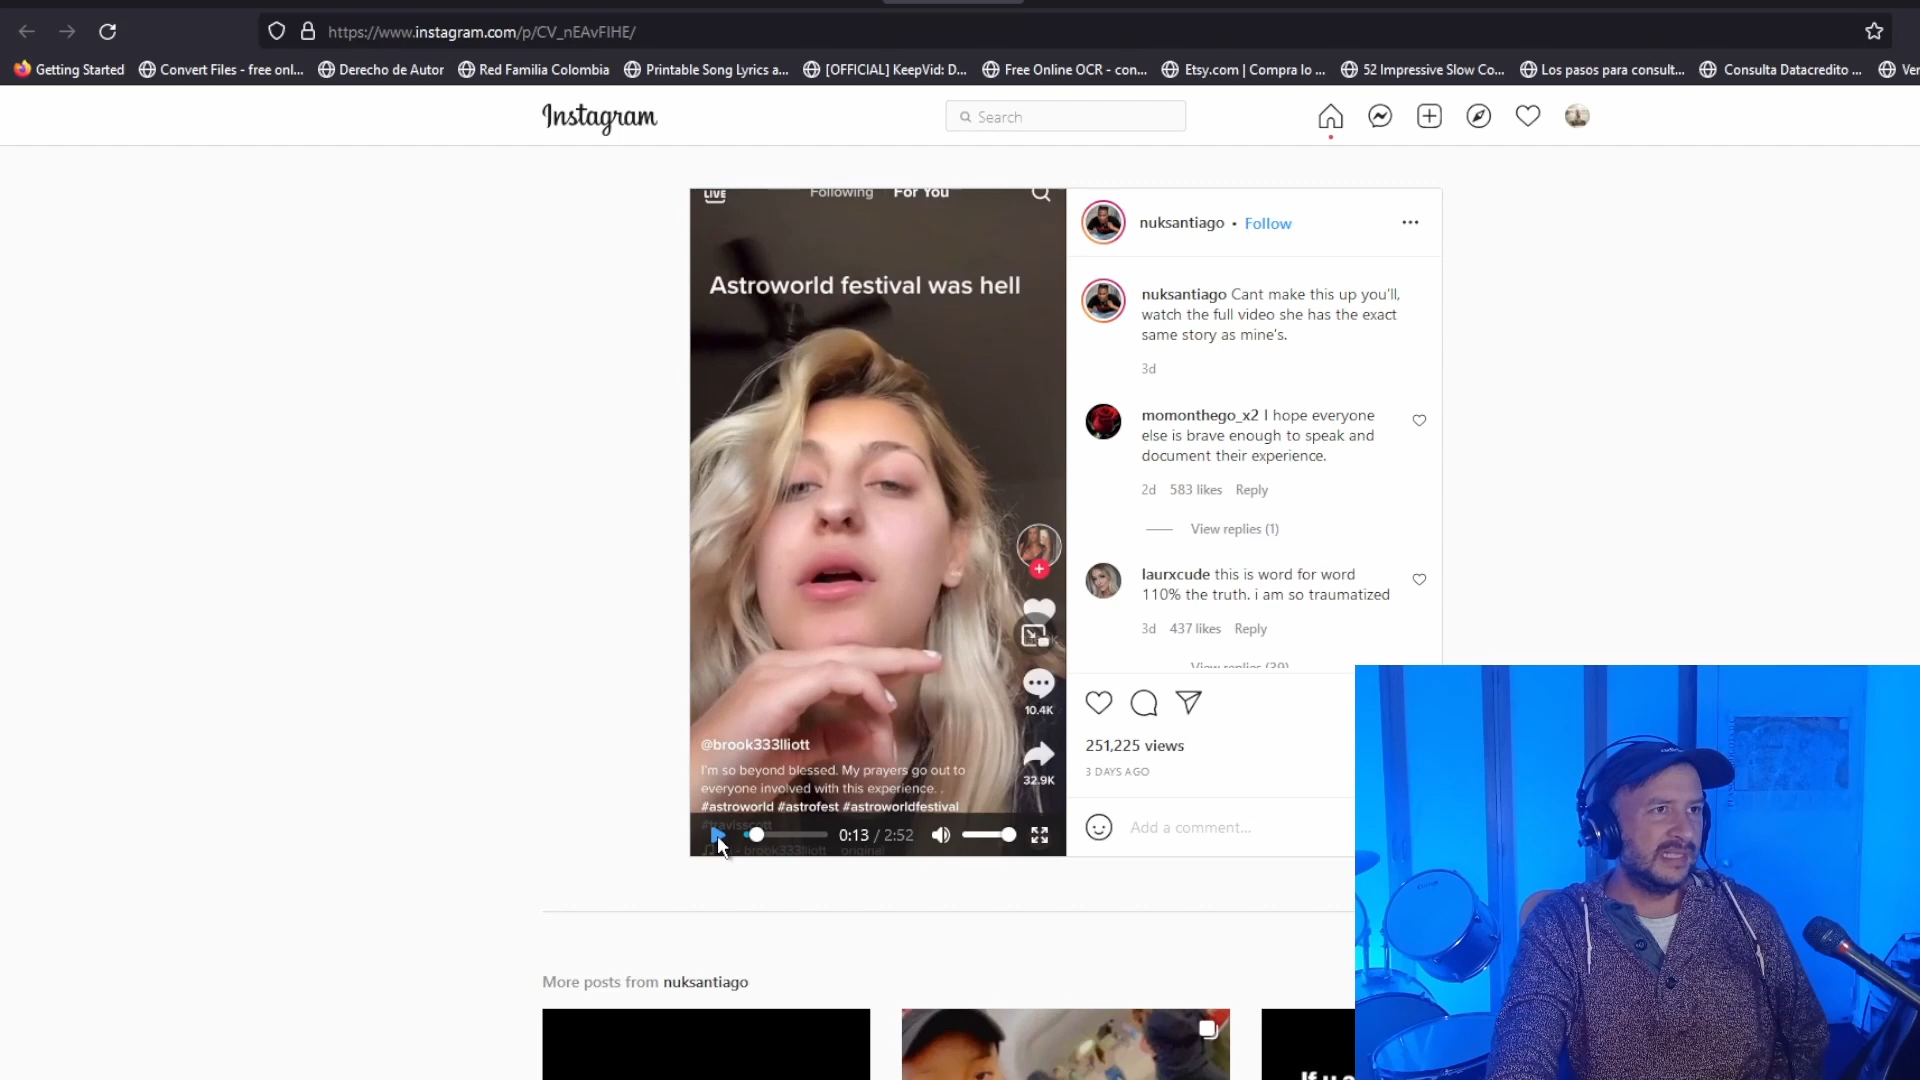 https://www.instagram.com/p/CV_nEAvFIHE/
Getting Started
Convert Files - free onl...
Derecho de Autor
Red Familia Colombia
Printable Song Lyrics a...
[OFFICIAL] KeepVid: D...
Free Online OCR - con...
Etsy.com | Compra lo ...
52 Impressive Slow Co...
Los pasos para consult...
Consulta Datacredito ...
Ver
Instagram
Search
LIVE
Following
For You
Astroworld festival was hell
10.4K
32.9K
@brook333lliott
I'm so beyond blessed. My prayers go out to
everyone involved with this experience. .
#astroworld #astrofest #astroworldfestival
#travisscott
- brook333lliott original
0:13 / 2:52
nuksantiago • Follow
nuksantiago Cant make this up you'll,
watch the full video she has the exact
same story as mine's.
3d
momonthego_x2 I hope everyone
else is brave enough to speak and
document their experience.
2d 583 likes Reply
View replies (1)
laurxcude this is word for word
110% the truth. i am so traumatized
3d 437 likes Reply
View replies (39)
251,225 views
3 DAYS AGO
Add a comment...
More posts from nuksantiago